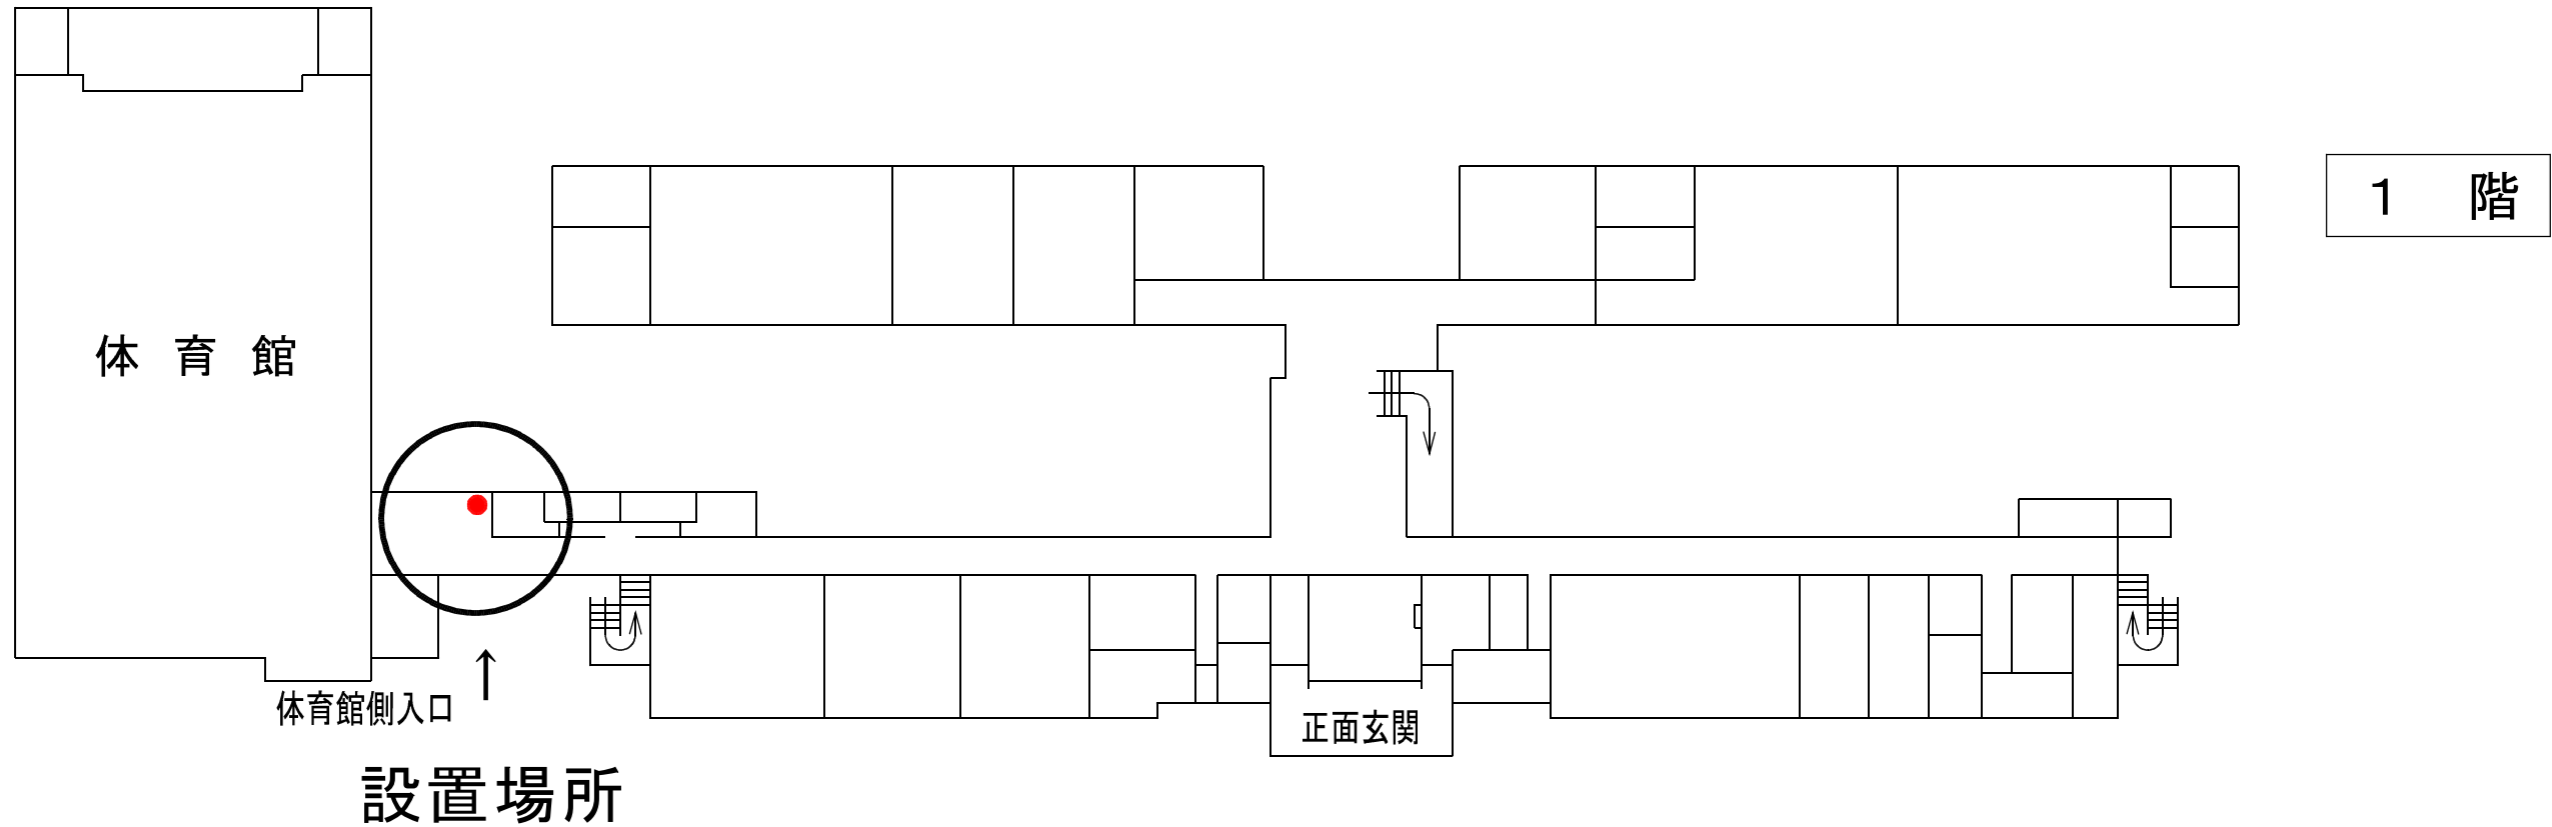 １　階
体 育 館
体育館側入口
正面玄関
設置場所